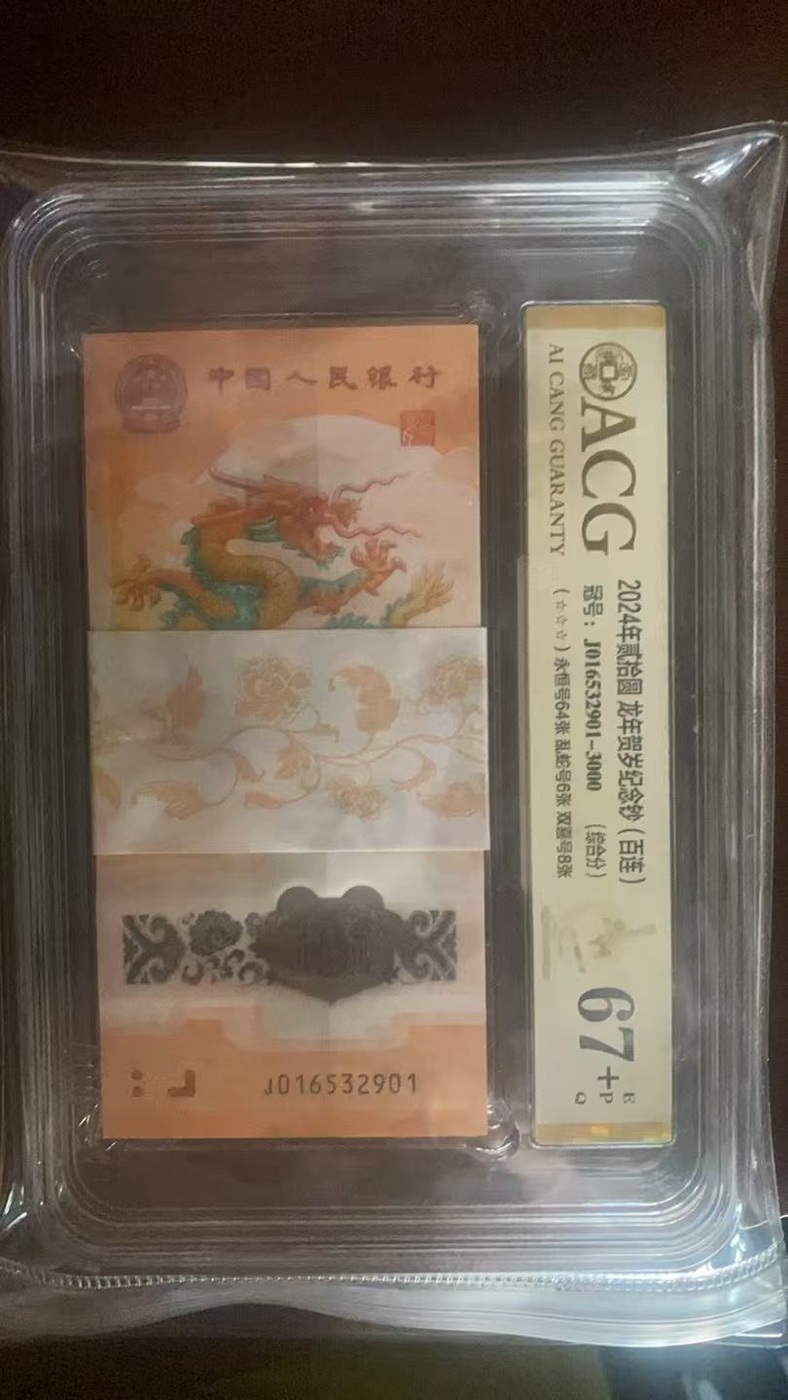 中国人民银行
J016532901
ACG
AI CANG GUARANTY
2024年贰拾圆 龙年贺岁纪念钞（百连）
冠号：J016532901-3000 （综合分）
（☆☆☆）永恒号64张 乱蛇号6张 双喜号8张
67+
EPQ